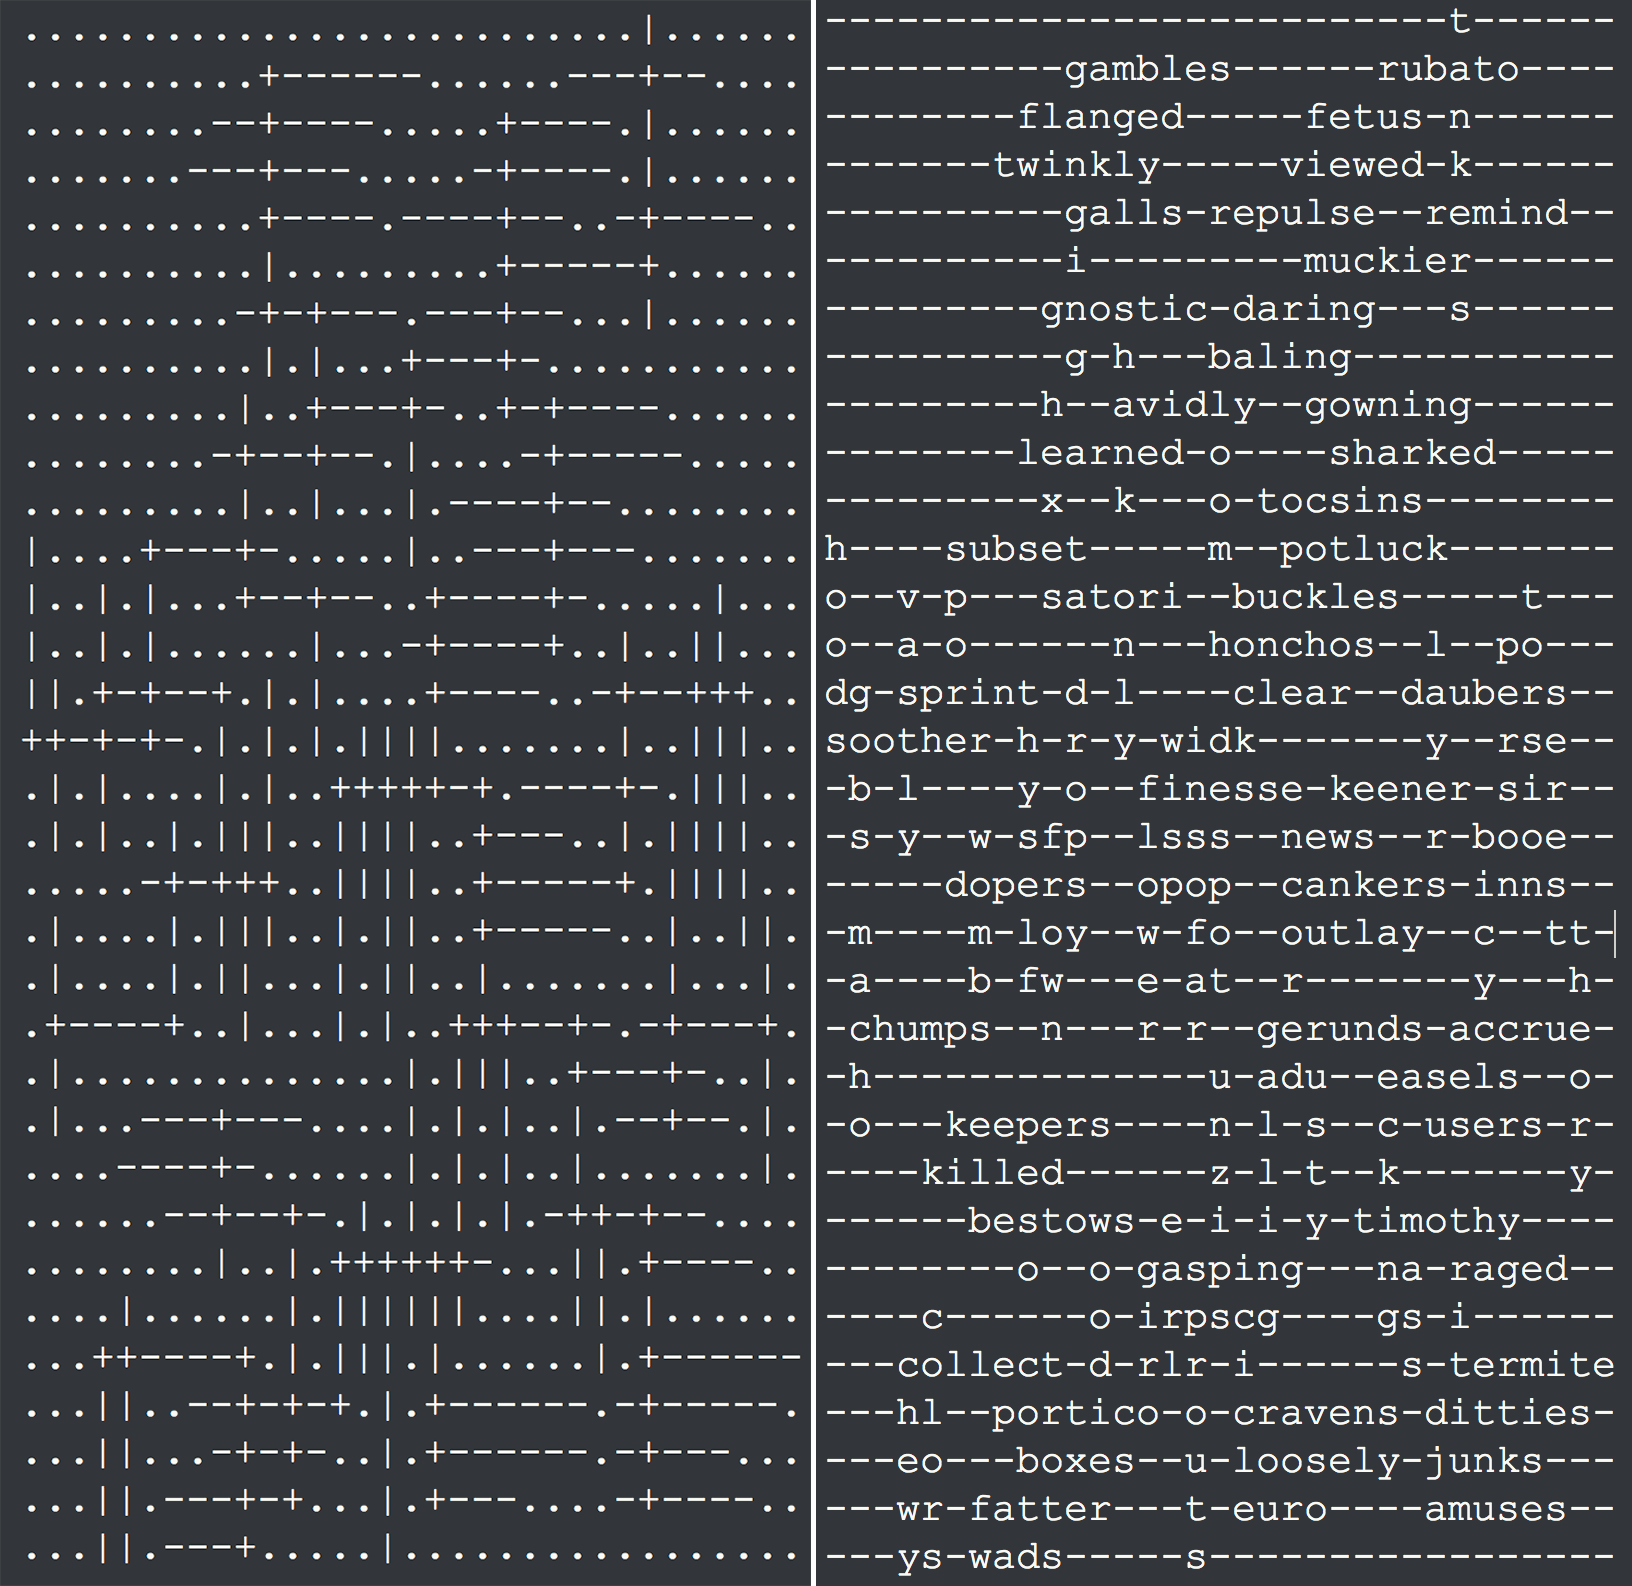 ..........................|......
..........+------......---+--....
........--+----.....+----.|......
.......---+---.....-+----.|......
..........+----.----+--..-+----..
..........|.........+-----+......
.........-+-+---.---+--...|......
..........|.|...+---+-...........
.........|..+---+-..+-+----......
........-+--+--.|....-+-----.....
.........|..|...|.----+--........
|....+---+-.....|..---+---.......
|..|.|...+--+--..+----+-.....|...
|..|.|......|...-+----+..|..||...
||.+-+--+.|.|....+----..-+--+++..
++-+-+-.|.|.|.||||.......|..|||..
.|.|....|.|..+++++-+.----+-.|||..
.|.|..|.|||..||||..+---..|.||||..
.....-+-+++..||||..+-----+.||||..
.|....|.|||..|.||..+-----..|..||.
.|....|.||...|.||..|.......|...|.
.+----+..|...|.|..+++--+-.-+---+.
.|..............|.|||..+---+-..|.
.|...---+---....|.|.|..|.--+--.|.
....----+-......|.|.|..|.......|.
......--+--+-.|.|.|.|.-++-+--....
........|..|.++++++-...||.+----..
....|......|.||||||....||.|......
...++----+.|.|||.|......|.+------
...||..--+-+-+.|.+------.-+-----.
...||...-+-+-..|.+------.-+---...
...||.---+-+...|.+---....-+----..
...||.---+.....|.................
--------------------------t------
----------gambles------rubato----
--------flanged-----fetus-n------
-------twinkly-----viewed-k------
----------galls-repulse--remind--
----------i---------muckier------
---------gnostic-daring---s------
----------g-h---baling-----------
---------h--avidly--gowning------
--------learned-o----sharked-----
---------x--k---o-tocsins--------
h----subset-----m--potluck-------
o--v-p---satori--buckles-----t---
o--a-o------n---honchos--l--po---
dg-sprint-d-l----clear--daubers--
soother-h-r-y-widk-------y--rse--
-b-l----y-o--finesse-keener-sir--
-s-y--w-sfp--lsss--news--r-booe--
-----dopers--opop--cankers-inns--
-m----m-loy--w-fo--outlay--c--tt-
-a----b-fw---e-at--r-------y---h-
-chumps--n---r-r--gerunds-accrue-
-h--------------u-adu--easels--o-
-o---keepers----n-l-s--c-users-r-
----killed------z-l-t--k-------y-
------bestows-e-i-i-y-timothy----
--------o--o-gasping---na-raged--
----c------o-irpscg----gs-i------
---collect-d-rlr-i------s-termite
---hl--portico-o-cravens-ditties-
---eo---boxes--u-loosely-junks---
---wr-fatter---t-euro----amuses--
---ys-wads-----s-----------------